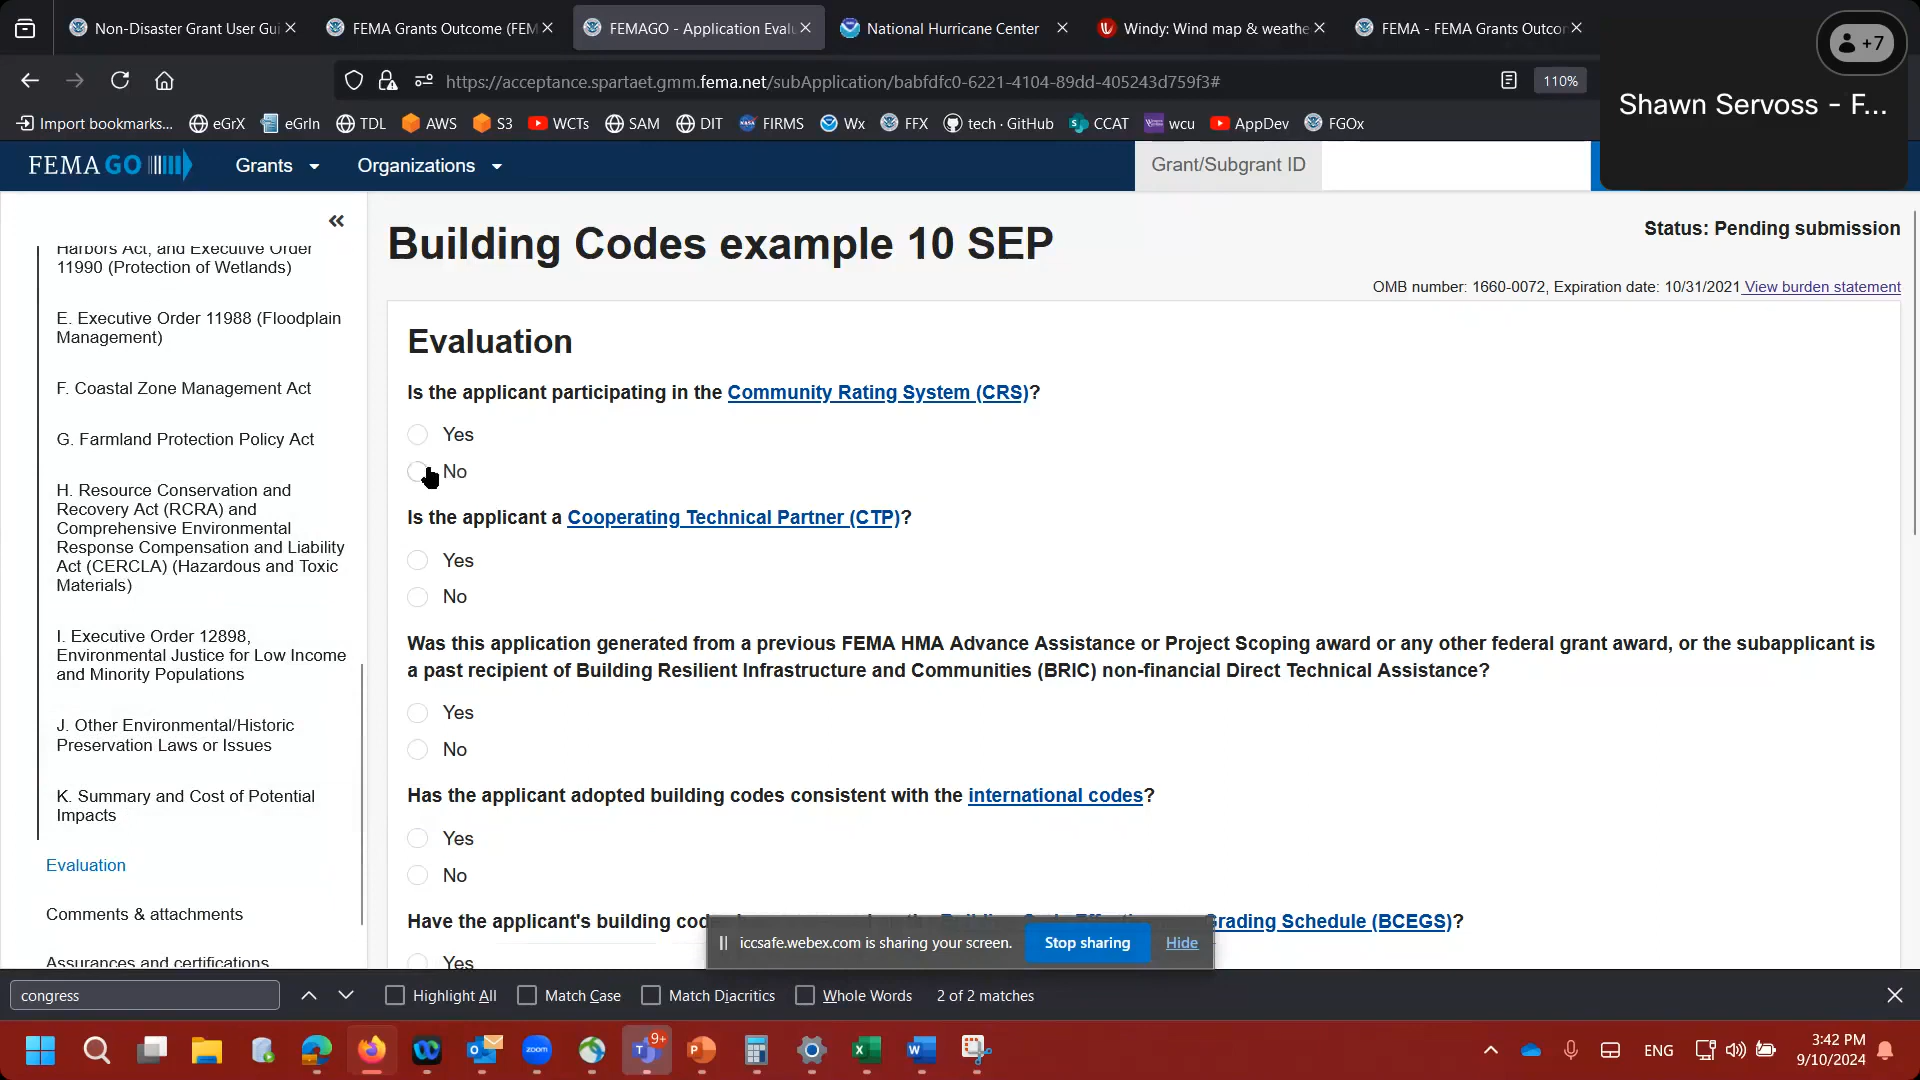 Non-Disaster Grant User Gui
FEMA Grants Outcome (FEM
FEMAGO - Application Evalu
National Hurricane Center
Windy: Wind map & weathe
FEMA - FEMA Grants Outcor
+7
https://acceptance.spartaet.gmm.fema.net/subApplication/babfdfc0-6221-4104-89dd-405243d759f3#
110%
Shawn Servoss - F...
Import bookmarks...
eGrX
eGrIn
TDL
AWS
S3
WCTs
SAM
DIT
FIRMS
Wx
FFX
tech · GitHub
CCAT
wcu
AppDev
FGOx
FEMA GO
Grants
Organizations
Grant/Subgrant ID
Harbors Act, and Executive Order
11990 (Protection of Wetlands)
E. Executive Order 11988 (Floodplain
Management)
F. Coastal Zone Management Act
G. Farmland Protection Policy Act
H. Resource Conservation and
Recovery Act (RCRA) and
Comprehensive Environmental
Response Compensation and Liability
Act (CERCLA) (Hazardous and Toxic
Materials)
I. Executive Order 12898,
Environmental Justice for Low Income
and Minority Populations
J. Other Environmental/Historic
Preservation Laws or Issues
K. Summary and Cost of Potential
Impacts
Evaluation
Comments & attachments
Assurances and certifications
Building Codes example 10 SEP
Status: Pending submission
OMB number: 1660-0072, Expiration date: 10/31/2021 View burden statement
Evaluation
Is the applicant participating in the Community Rating System (CRS)?
Yes
No
Is the applicant a Cooperating Technical Partner (CTP)?
Yes
No
Was this application generated from a previous FEMA HMA Advance Assistance or Project Scoping award or any other federal grant award, or the subapplicant is
a past recipient of Building Resilient Infrastructure and Communities (BRIC) non-financial Direct Technical Assistance?
Yes
No
Has the applicant adopted building codes consistent with the international codes?
Yes
No
Have the applicant's building cod Grading Schedule (BCEGS)?
Yes
iccsafe.webex.com is sharing your screen.
Stop sharing
Hide
congress
Highlight All
Match Case
Match Diacritics
Whole Words
2 of 2 matches
zoom
9+
ENG
3:42 PM
9/10/2024